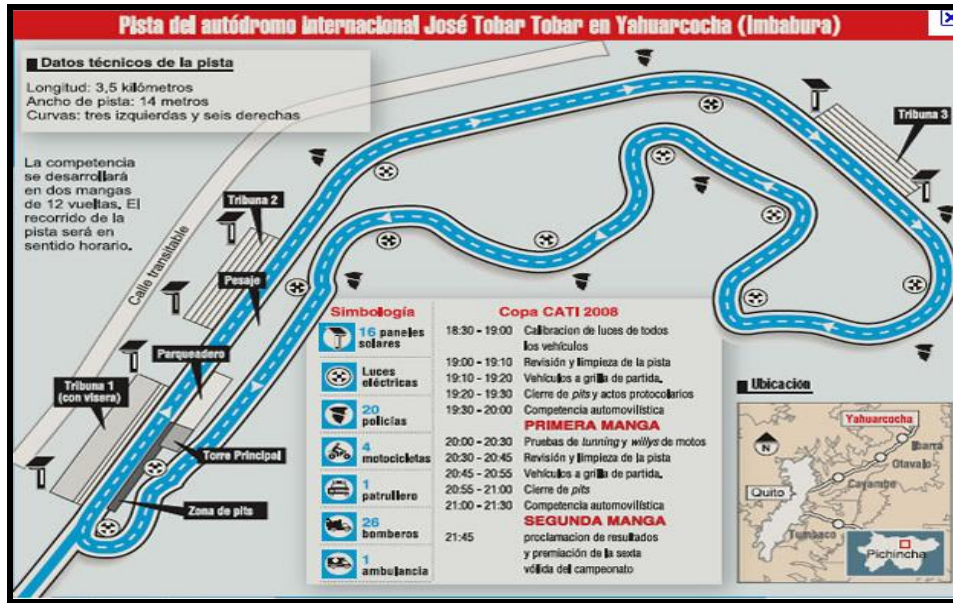 Pista del autódromo internacional José Tobar Tobar en Yahuarcocha (Imbabura)
Datos técnicos de la pista
Longitud: 3,5 kilómetros
Ancho de pista: 14 metros
Curvas: tres izquierdas y seis derechas
La competencia
se desarrollará
en dos mangas
de 12 vueltas. El
recorrido de la
pista será en
sentido horario.
Calle transitable
Tribuna 3
Tribuna 2
Pesaje
Parqueadero
Tribuna 1
(con visera)
Torre Principal
Zona de pits
Simbología
16 paneles
solares
Luces
eléctricas
20
policías
4
motocicletas
1
patrullero
26
bomberos
1
ambulancia
Copa CATI 2008
18:30 - 19:00 Calibracion de luces de todos
los vehículos
19:00 - 19:10 Revisión y limpieza de la pista
19:10 - 19:20 Vehículos a grilla de partida.
19:20 - 19:30 Cierre de pits y actos protocolarios
19:30 - 20:00 Competencia automovilística
PRIMERA MANGA
20:00 - 20:30 Pruebas de tunning y willys de motos
20:30 - 20:45 Revisión y limpieza de la pista
20:45 - 20:55 Vehículos a grilla de partida.
20:55 - 21:00 Cierre de pits
21:00 - 21:30 Competencia automovilística
SEGUNDA MANGA
21:45 proclamacion de resultados
y premiación de la sexta
válida del campeonato
Ubicación
Yahuarcocha
N
Ibarra
Otavalo
Cayambe
Quito
Tumbaco
Pichincha